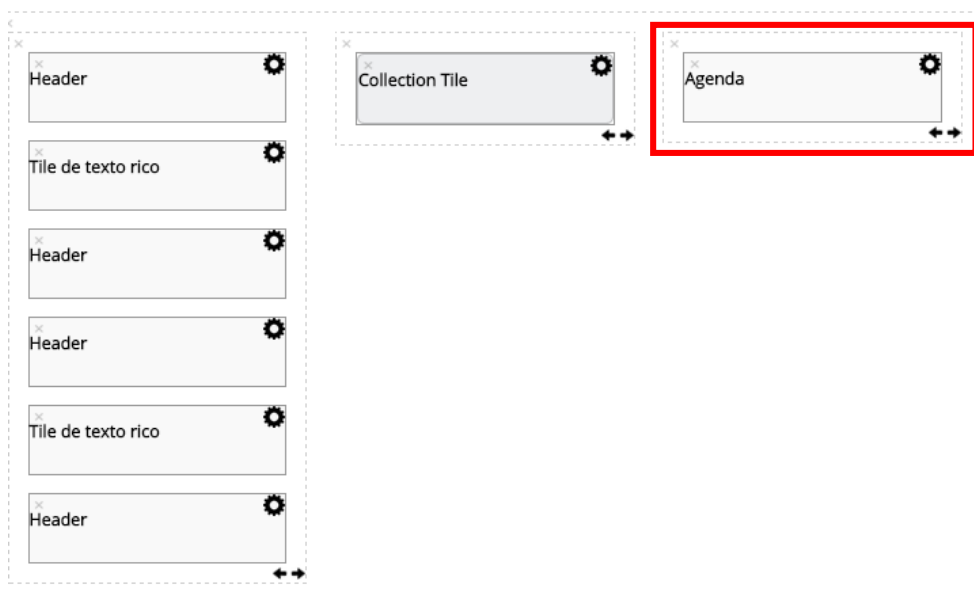 Header
Tile de texto rico
Header
Header
Tile de texto rico
Header
Collection Tile
Agenda